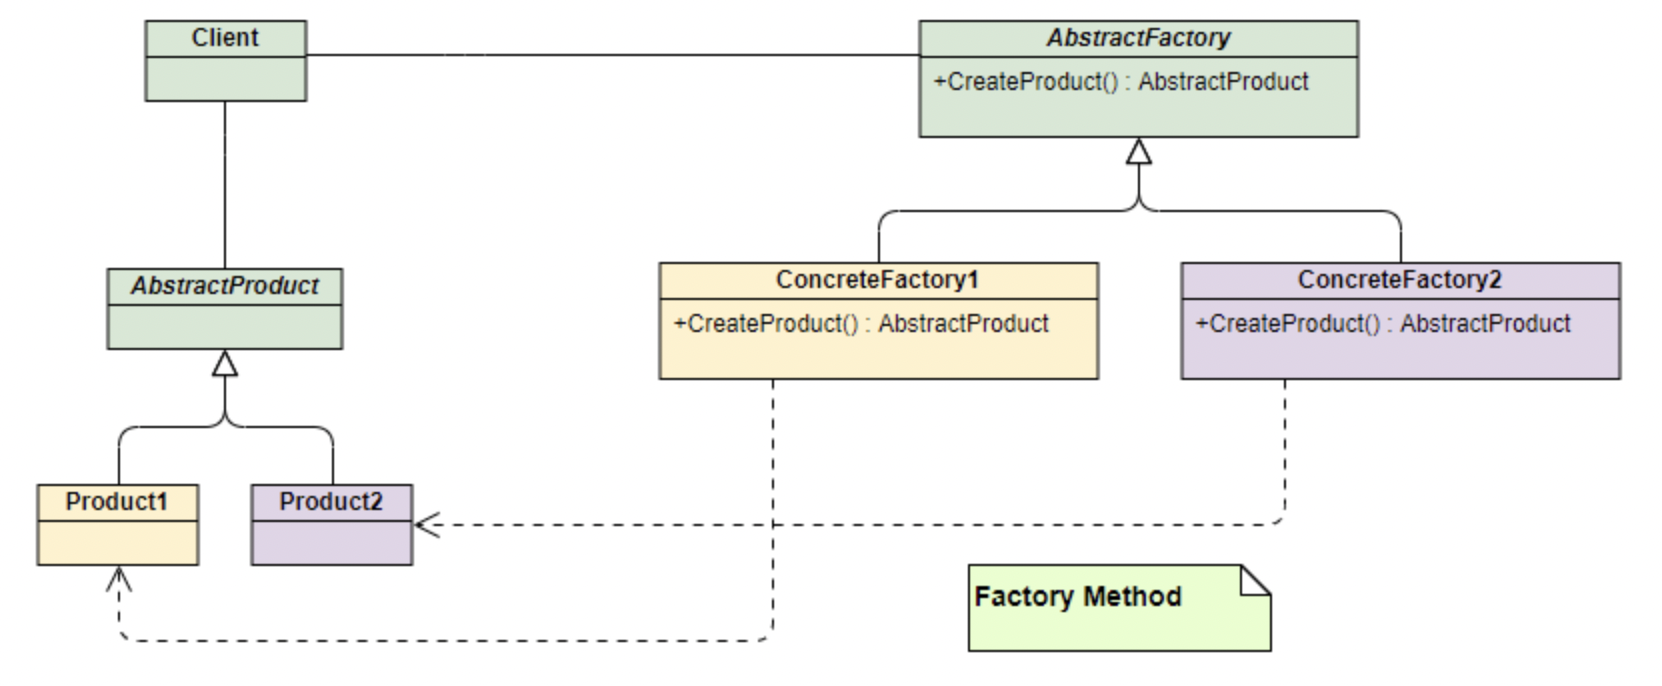 Client
AbstractFactory
+CreateProduct() : AbstractProduct
AbstractProduct
ConcreteFactory1
+CreateProduct() : AbstractProduct
ConcreteFactory2
+CreateProduct() : AbstractProduct
Product1
Product2
Factory Method